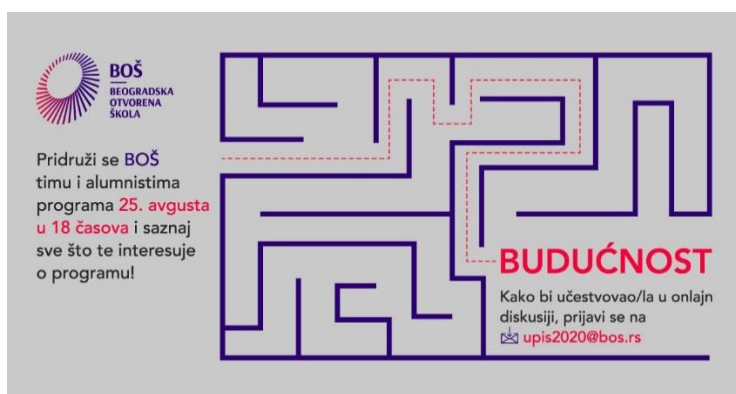 BOŠ
BEOGRADSKA
OTVORENA
ŠKOLA
Pridruži se BOŠ
timu i alumnistima
programa 25. avgusta
u 18 časova i saznaj
sve što te interesuje
o programu!
BUDUĆNOST
Kako bi učestvovao/la u onlajn
diskusiji, prijavi se na
upis2020@bos.rs